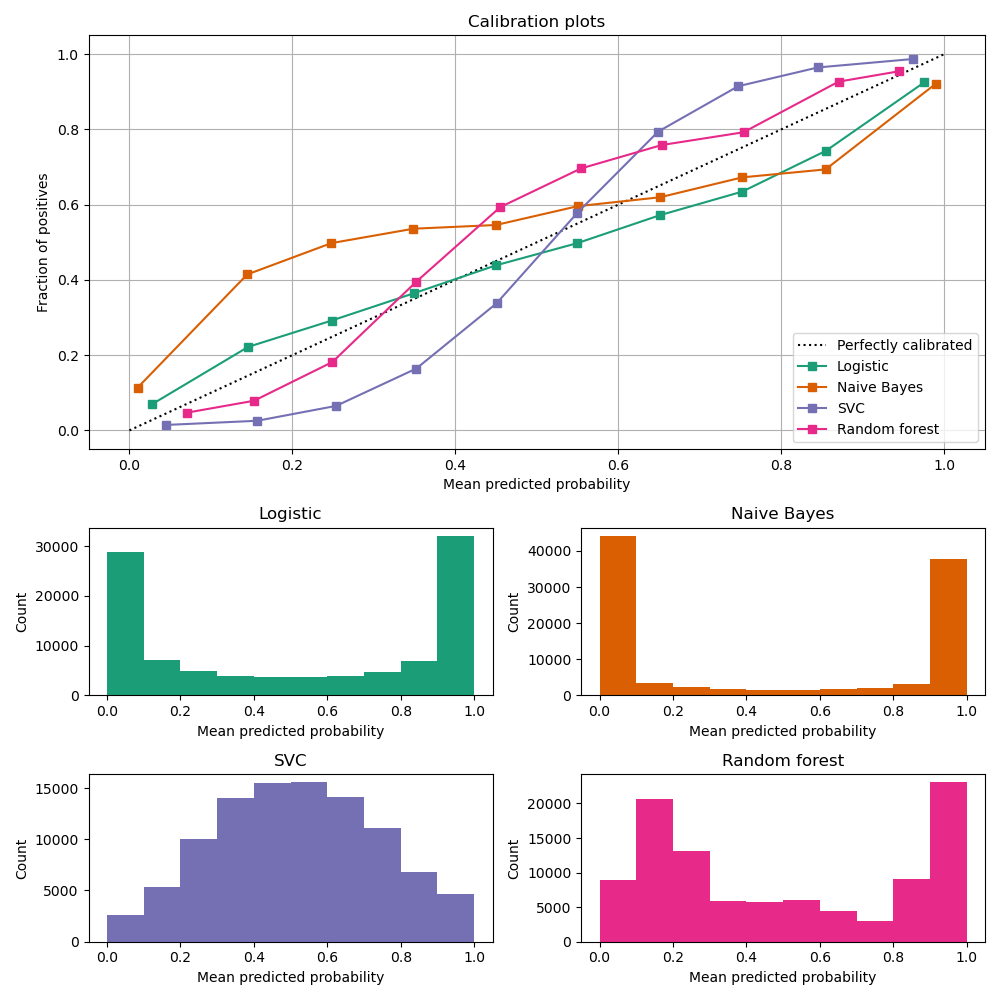 Calibration plots
1.0
0.8
0.6
0.4
0.2
0.0
Fraction of positives
0.0 0.2 0.4 0.6 0.8 1.0
Mean predicted probability
Perfectly calibrated
Logistic
Naive Bayes
SVC
Random forest
Logistic
30000
20000
10000
0
Count
0.0 0.2 0.4 0.6 0.8 1.0
Mean predicted probability
Naive Bayes
40000
30000
20000
10000
0
Count
0.0 0.2 0.4 0.6 0.8 1.0
Mean predicted probability
SVC
15000
10000
5000
0
Count
0.0 0.2 0.4 0.6 0.8 1.0
Mean predicted probability
Random forest
20000
15000
10000
5000
0
Count
0.0 0.2 0.4 0.6 0.8 1.0
Mean predicted probability